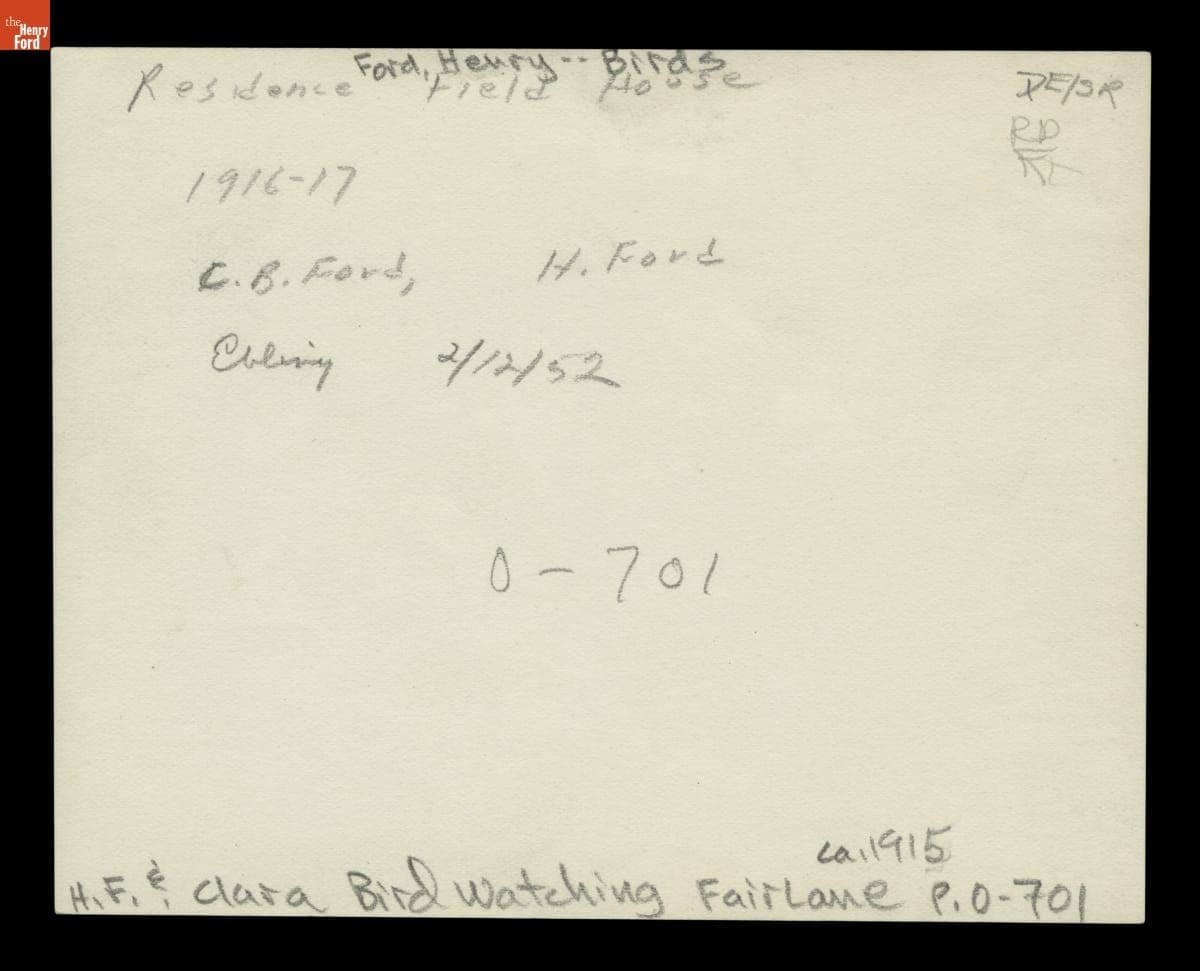 the Henry Ford
Ford, Henry -- Birds
Residence Field House
DE/SR
RD
1916-17
C.B. Ford, H. Ford
2/12/52
0-701
ca. 1915
H.F. & Clara Bird Watching FairLane P.O-701